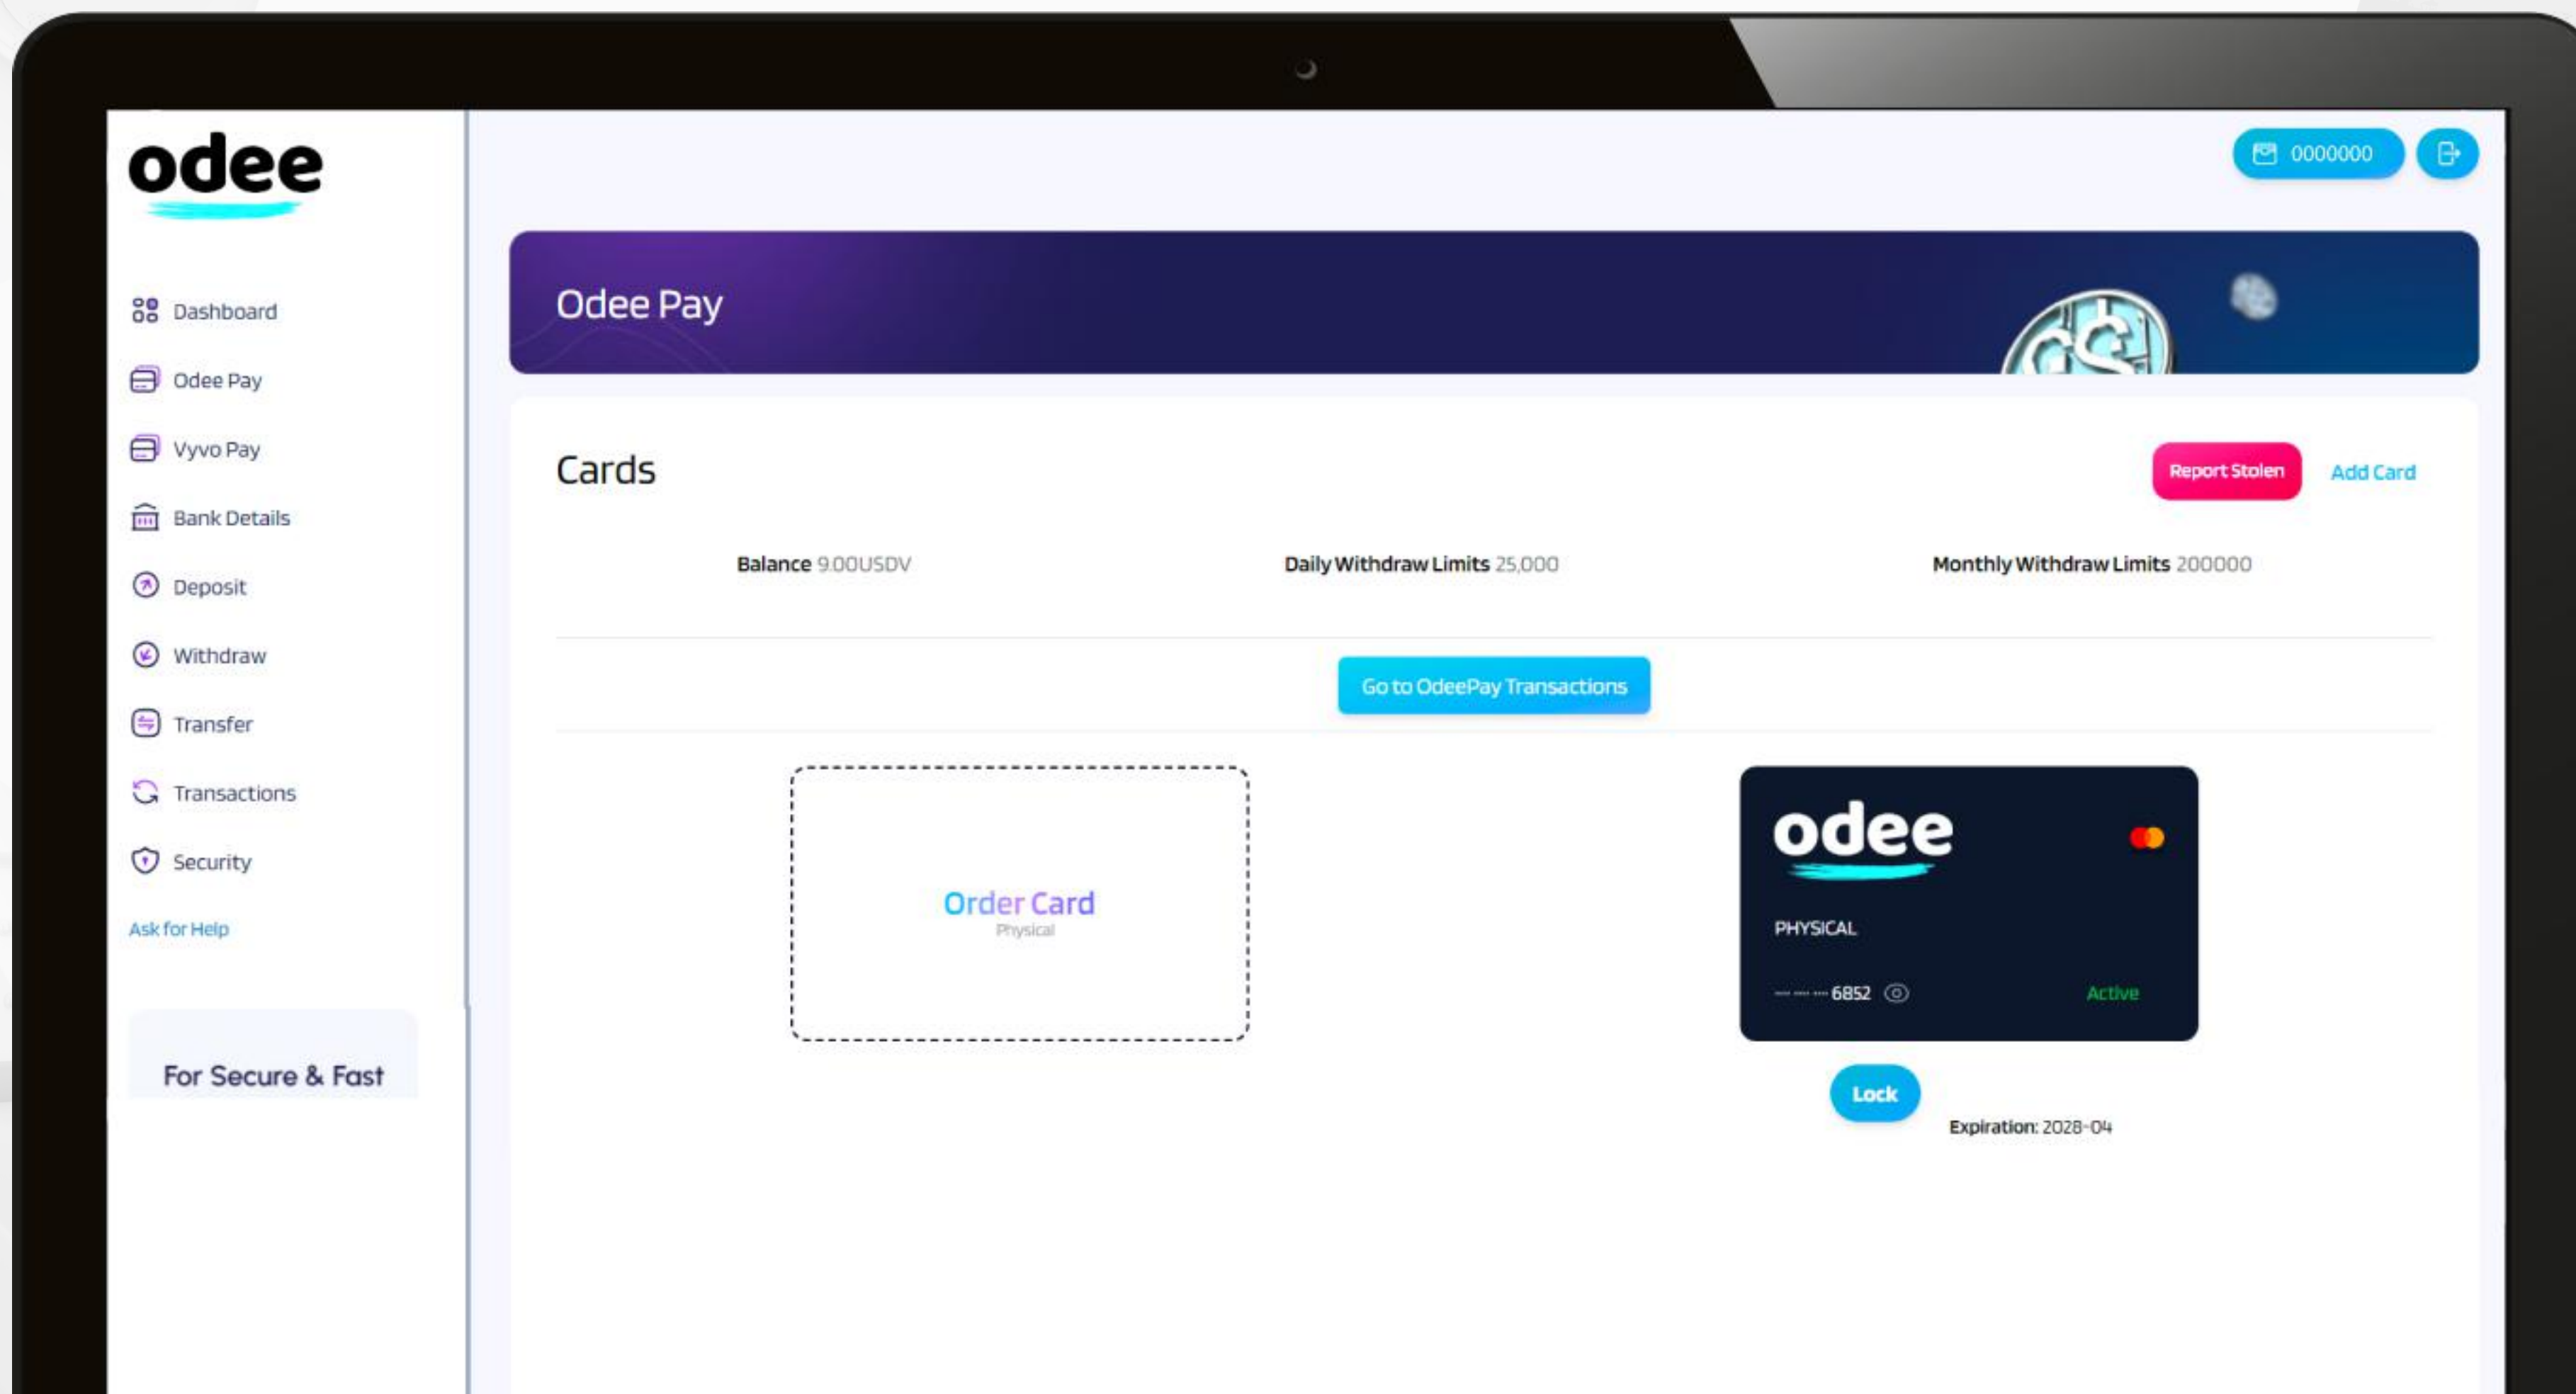 odee
0000000
Dashboard
Odee Pay
Vyvo Pay
Bank Details
Deposit
Withdraw
Transfer
Transactions
Security
Ask for Help
For Secure & Fast
Odee Pay
Cards
Report Stolen
Add Card
Balance 9.00USDV
Daily Withdraw Limits 25,000
Monthly Withdraw Limits 200000
Go to OdeePay Transactions
Order Card
Physical
odee
PHYSICAL
···· ···· ···· 6852
Active
Lock
Expiration: 2028-04